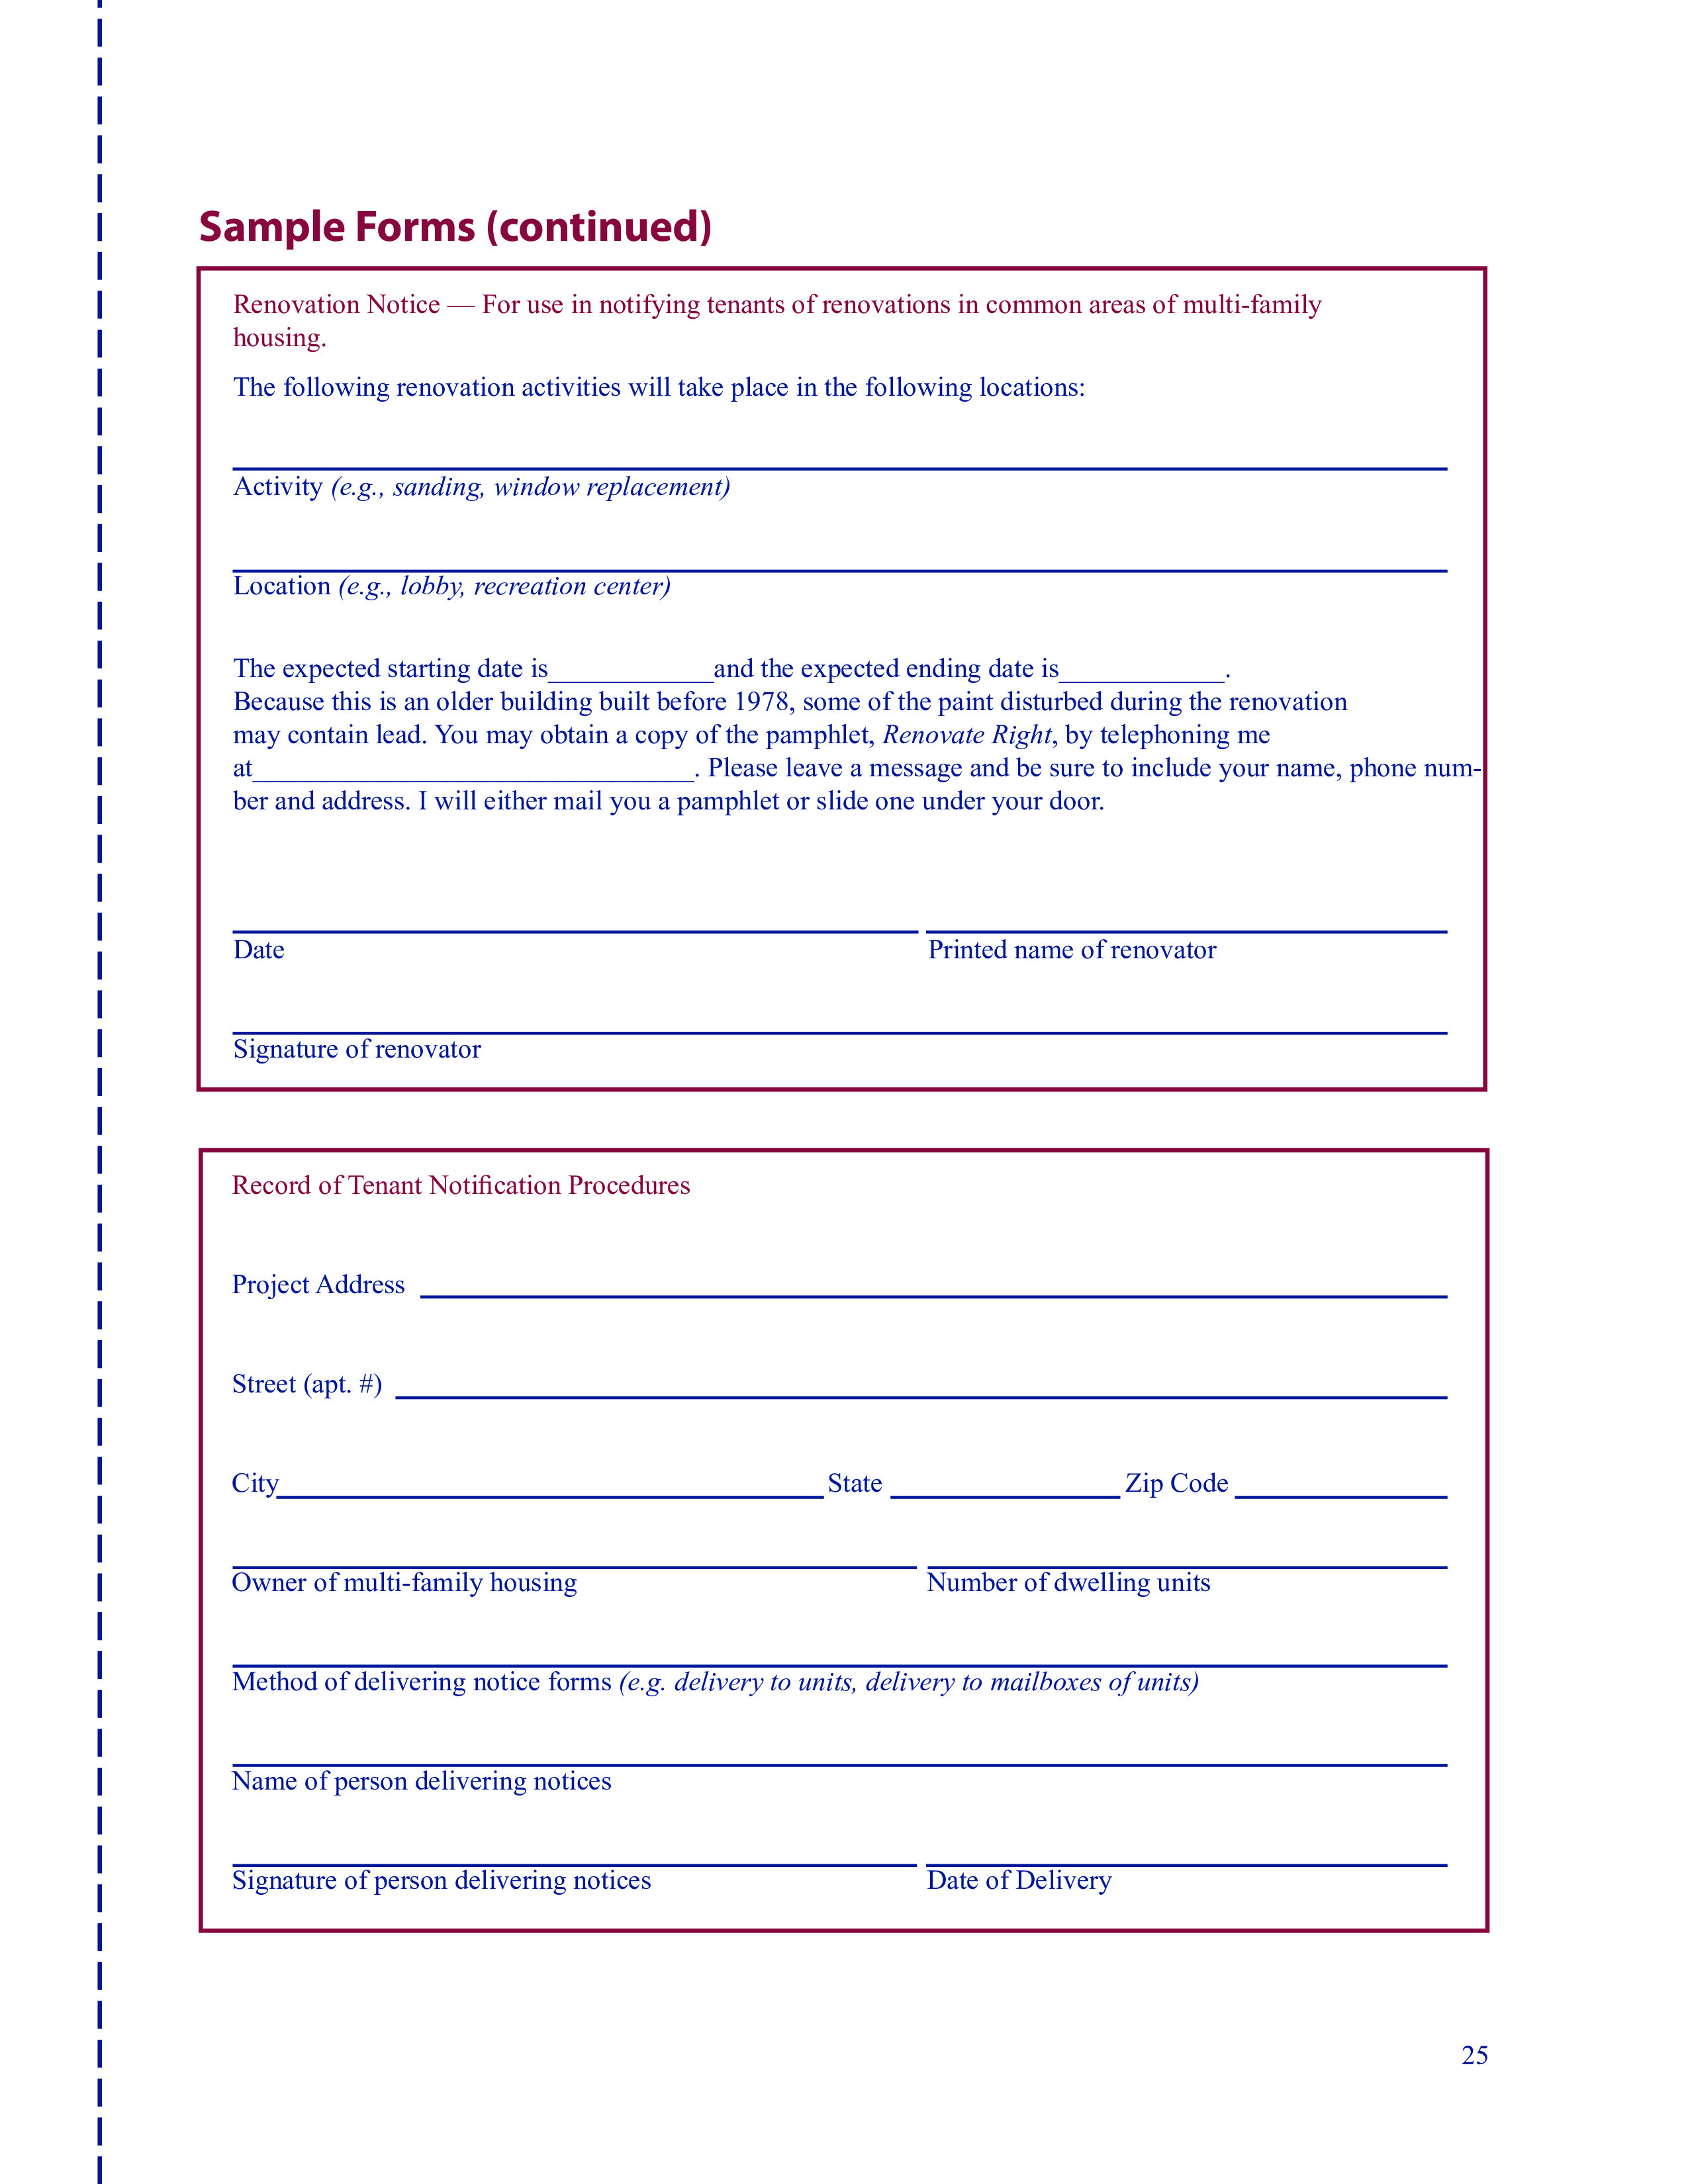 Sample Forms (continued)
Renovation Notice — For use in notifying tenants of renovations in common areas of multi-family
housing.
The following renovation activities will take place in the following locations:
Activity (e.g., sanding, window replacement)
Location (e.g., lobby, recreation center)
The expected starting date is____________and the expected ending date is____________.
Because this is an older building built before 1978, some of the paint disturbed during the renovation
may contain lead. You may obtain a copy of the pamphlet, Renovate Right, by telephoning me
at________________________________. Please leave a message and be sure to include your name, phone num-
ber and address. I will either mail you a pamphlet or slide one under your door.
Date Printed name of renovator
Signature of renovator
Record of Tenant Notification Procedures
Project Address
Street (apt. #)
City State Zip Code
Owner of multi-family housing Number of dwelling units
Method of delivering notice forms (e.g. delivery to units, delivery to mailboxes of units)
Name of person delivering notices
Signature of person delivering notices Date of Delivery
25